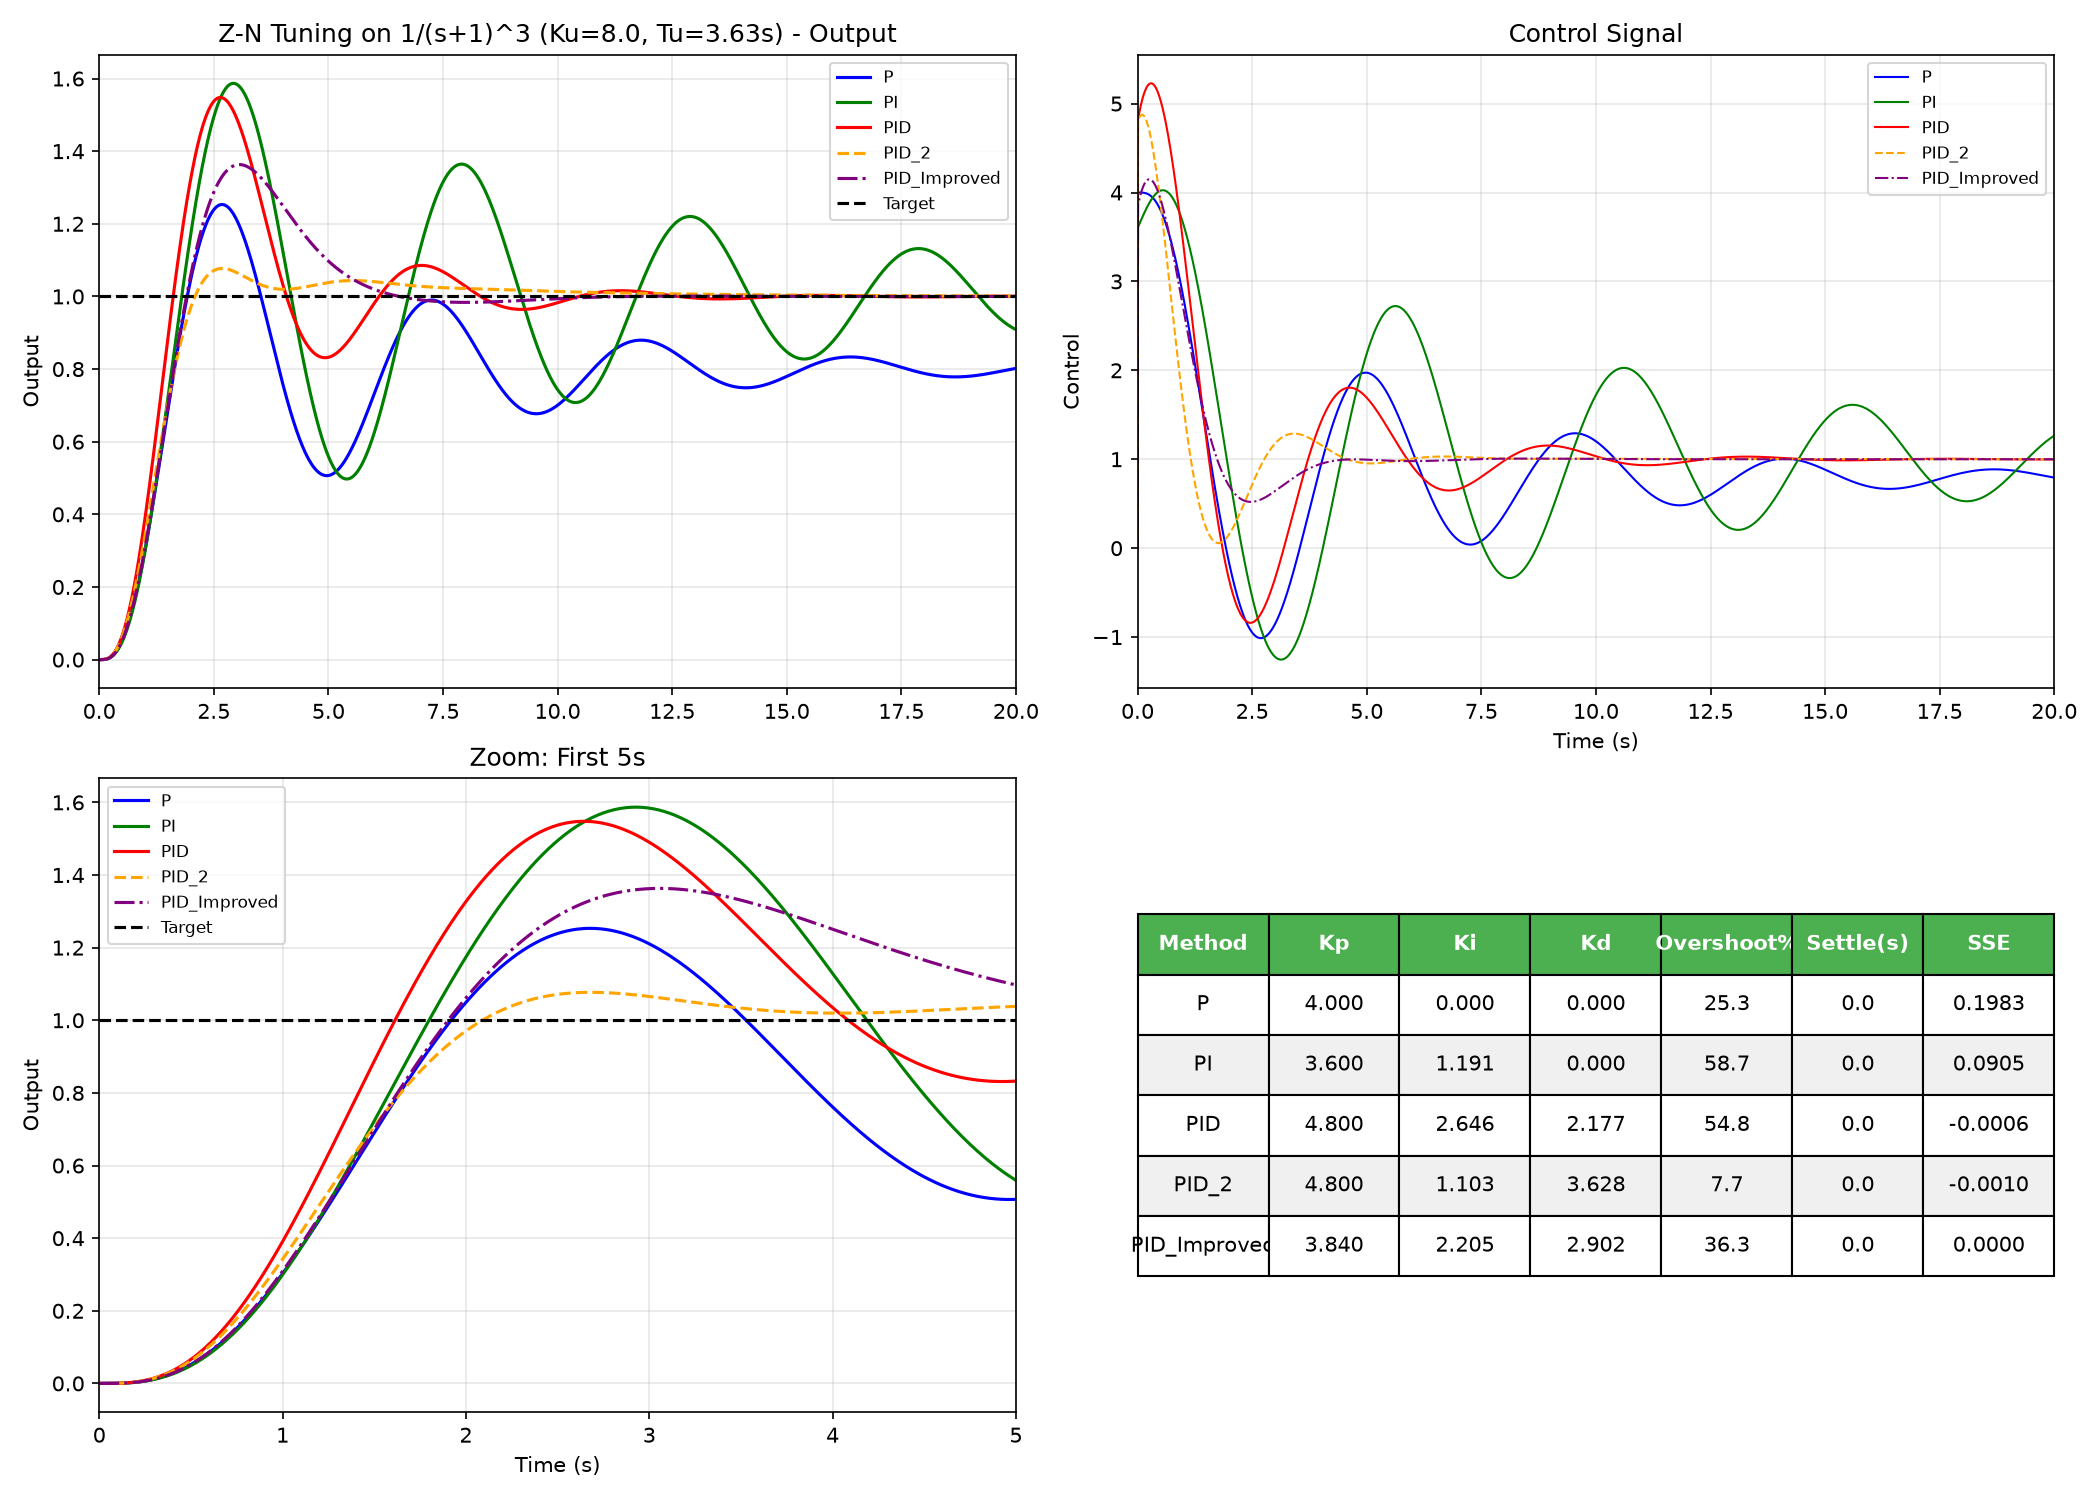 Z-N Tuning on 1/(s+1)^3 (Ku=8.0, Tu=3.63s) - Output
Output
1.6
1.4
1.2
1.0
0.8
0.6
0.4
0.2
0.0
0.0 2.5 5.0 7.5 10.0 12.5 15.0 17.5 20.0
P
PI
PID
PID_2
PID_Improved
Target
Control Signal
Control
5
4
3
2
1
0
−1
0.0 2.5 5.0 7.5 10.0 12.5 15.0 17.5 20.0
Time (s)
P
PI
PID
PID_2
PID_Improved
Zoom: First 5s
Output
1.6
1.4
1.2
1.0
0.8
0.6
0.4
0.2
0.0
0 1 2 3 4 5
Time (s)
P
PI
PID
PID_2
PID_Improved
Target
Method Kp Ki Kd Overshoot% Settle(s) SSE
P 4.000 0.000 0.000 25.3 0.0 0.1983
PI 3.600 1.191 0.000 58.7 0.0 0.0905
PID 4.800 2.646 2.177 54.8 0.0 -0.0006
PID_2 4.800 1.103 3.628 7.7 0.0 -0.0010
PID_Improved 3.840 2.205 2.902 36.3 0.0 0.0000